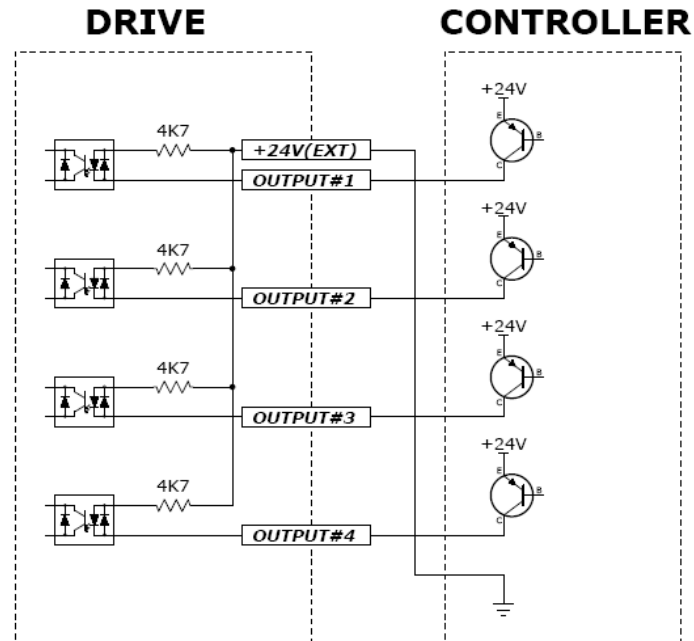 DRIVE
CONTROLLER
+24V
E
B
C
4K7
+24V(EXT)
OUTPUT#1
+24V
E
B
C
4K7
OUTPUT#2
+24V
E
B
C
4K7
OUTPUT#3
+24V
E
B
C
4K7
OUTPUT#4